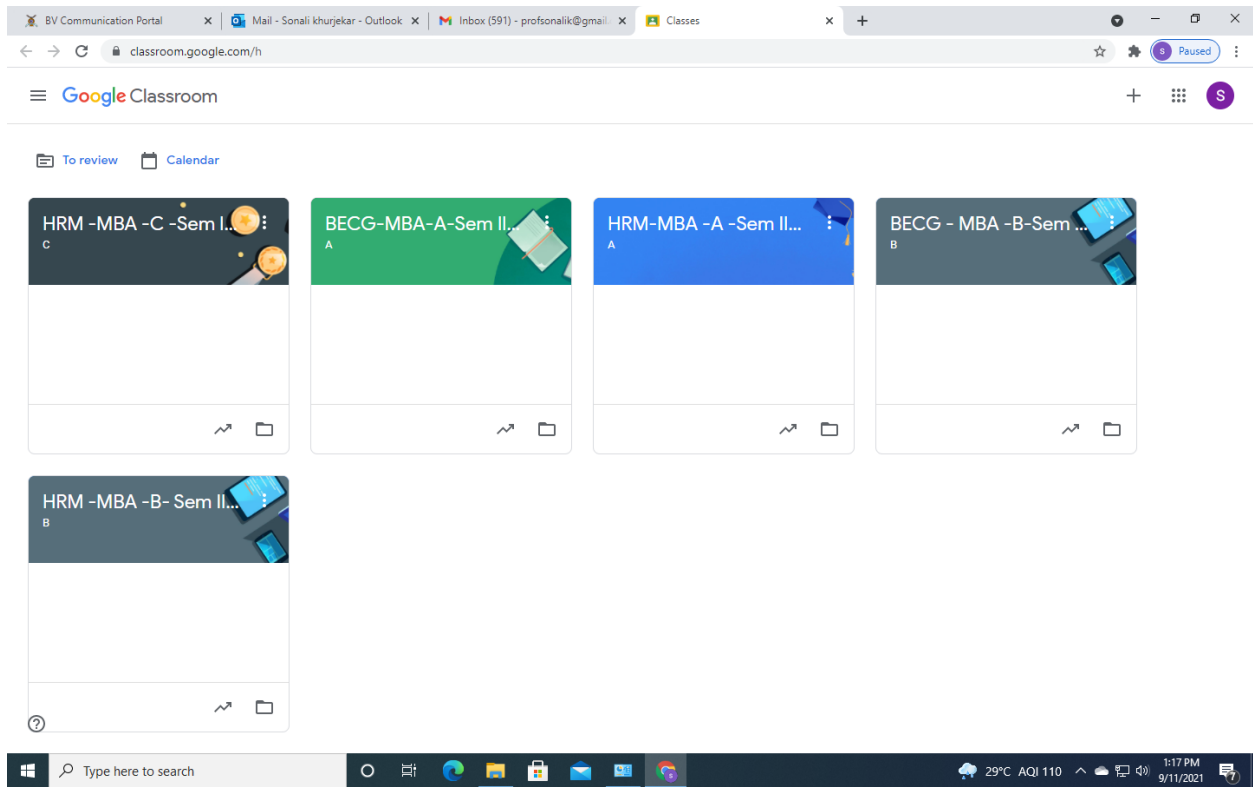 BV Communication Portal
Mail - Sonali khurjekar - Outlook
Inbox (591) - profsonalik@gmail.
Classes
classroom.google.com/h
S Paused
Google Classroom
S
To review Calendar
HRM -MBA -C -Sem I...
C
BECG-MBA-A-Sem II...
A
HRM-MBA -A -Sem II...
A
BECG - MBA -B-Sem ...
B
HRM -MBA -B- Sem II...
B
Type here to search
29°C AQI 110
1:17 PM
9/11/2021
7